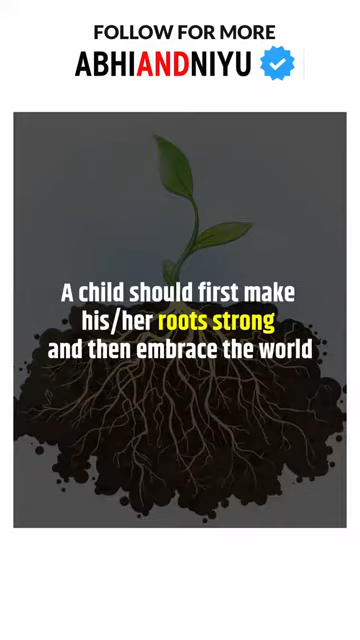 FOLLOW FOR MORE
ABHIANDNIYU
A child should first make
his/her roots strong
and then embrace the world